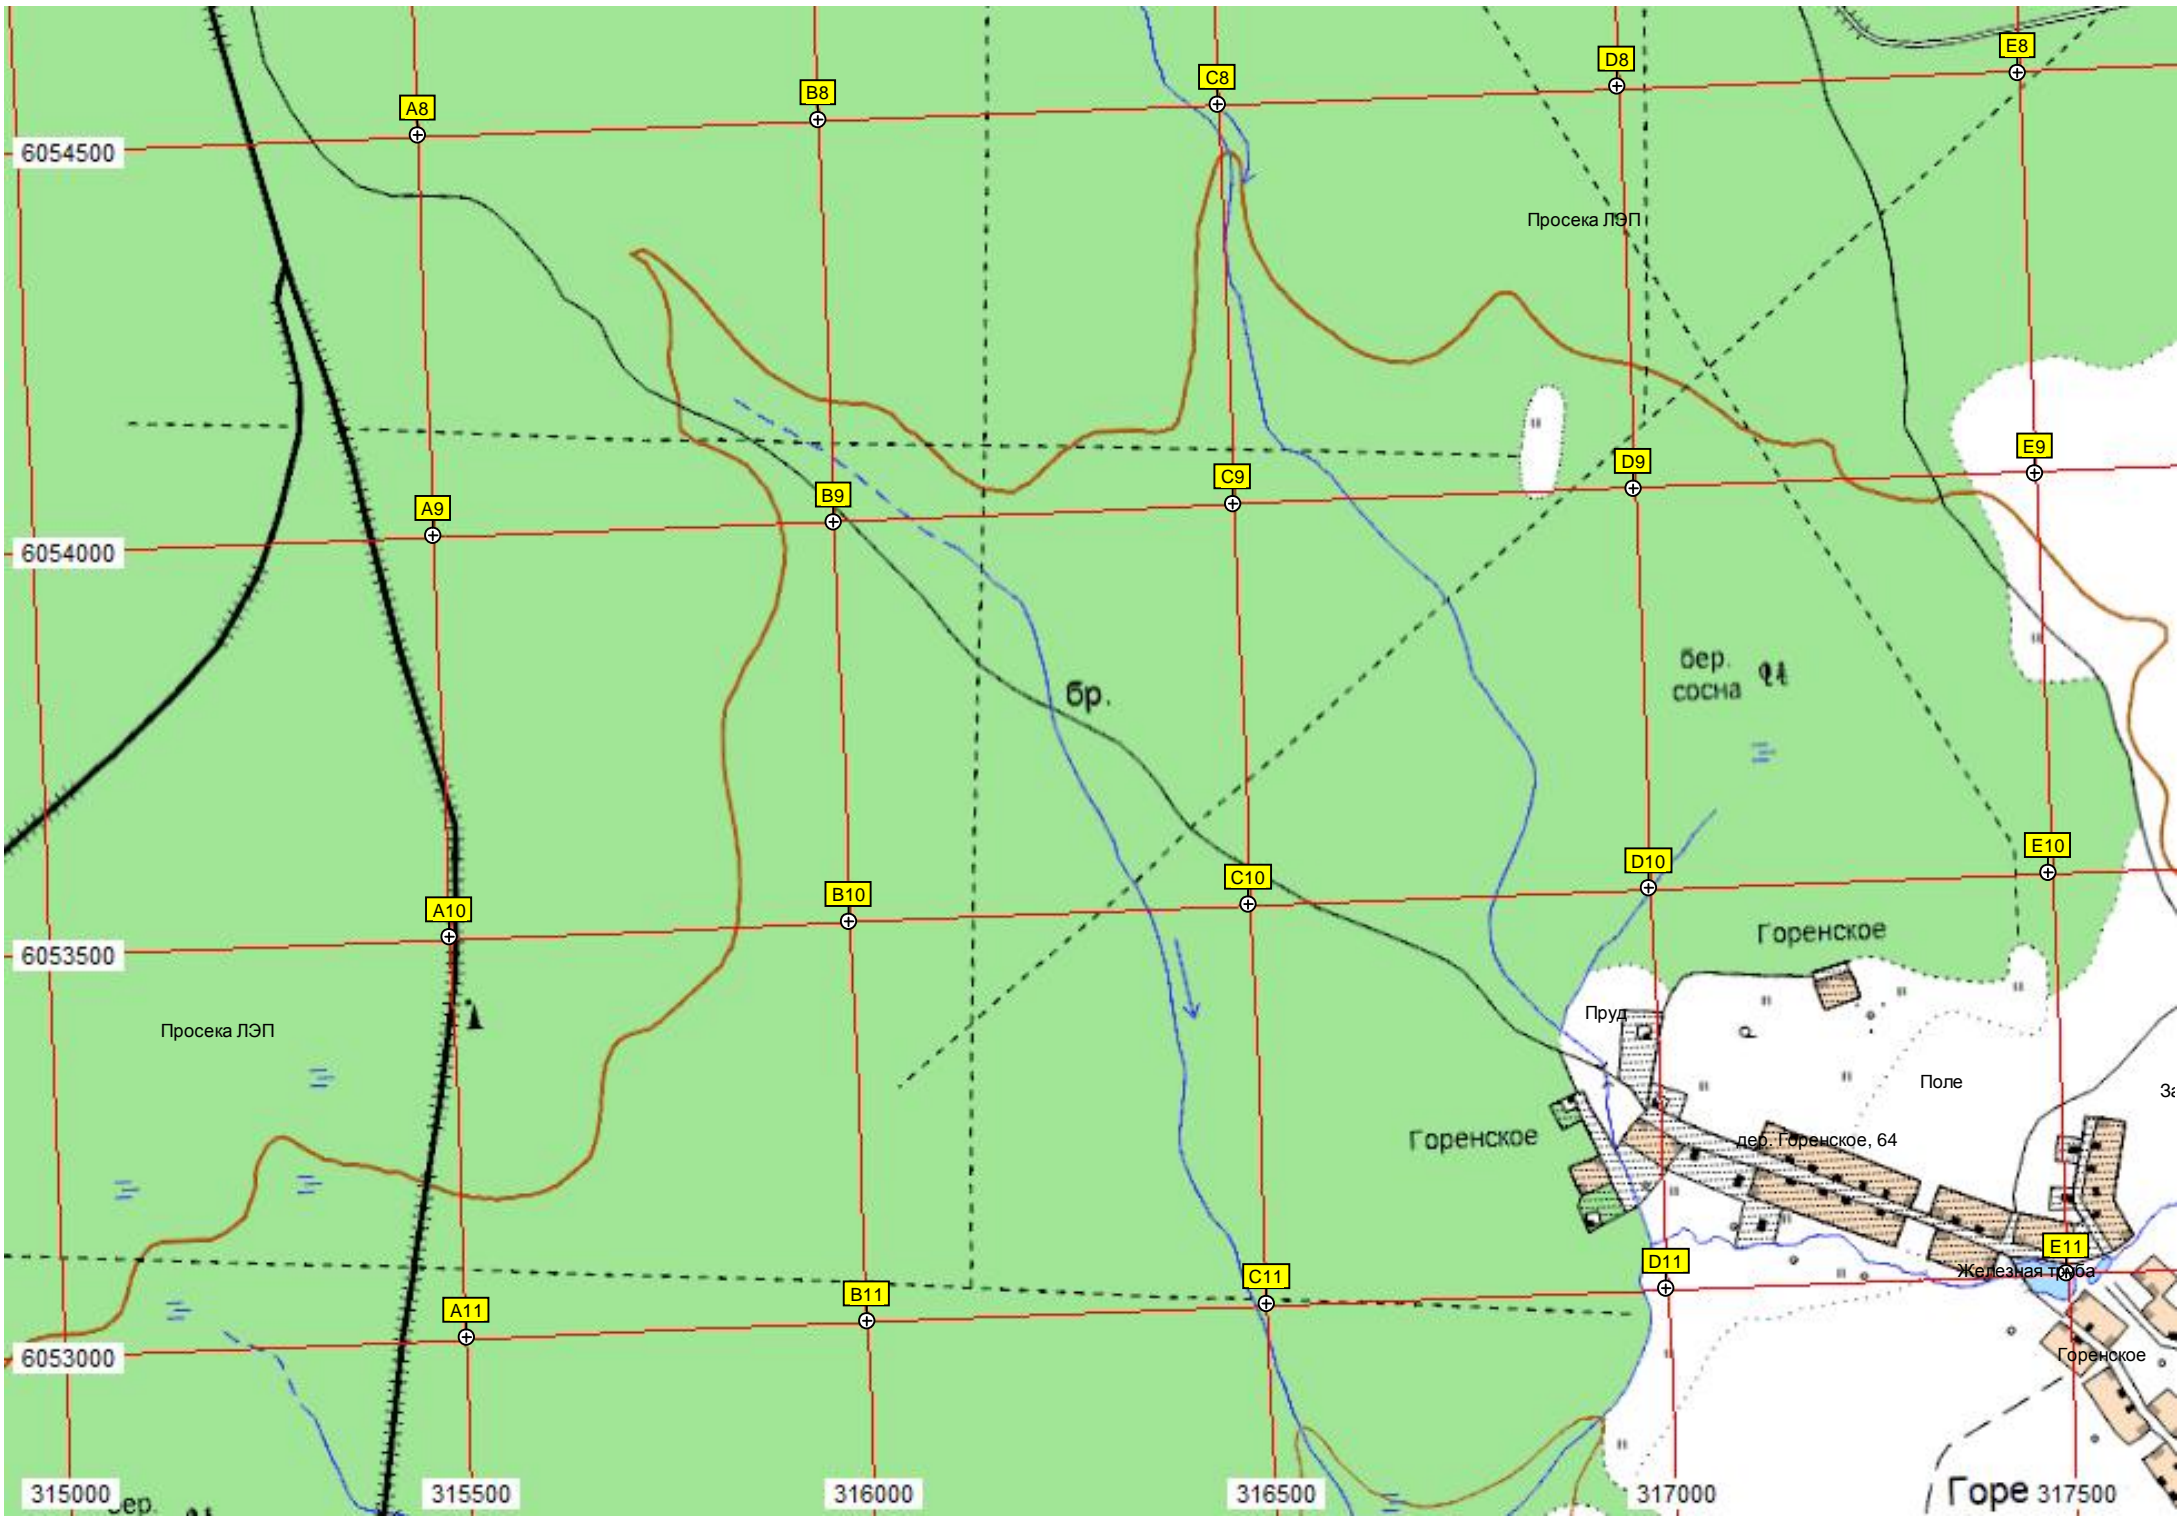 E8
D8
C8
B8
A8
6054500
Просека ЛЭП
E9
D9
C9
B9
A9
6054000
бер.
сосна
бр.
E10
D10
C10
B10
A10
Горенское
6053500
Пруд
Просека ЛЭП
Поле
Горенское
дер. Горенское, 64
E11
D11
Железная труба
C11
B11
A11
6053000
Горенское
315000
315500
316000
316500
317000
Горе
317500